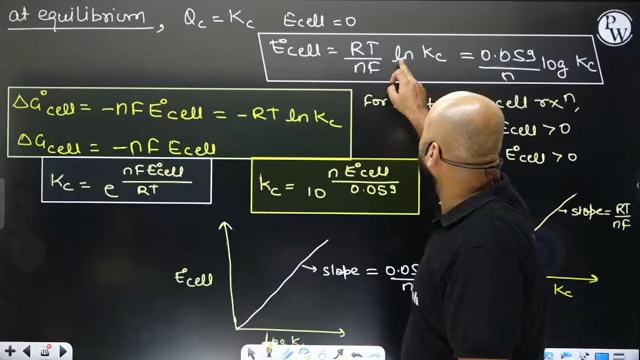 at equilibrium, Qc = Kc Ecell = 0
E°cell = RT/nF ln Kc = 0.059/n log Kc
ΔG°cell = -nFE°cell = -RT ln Kc
ΔGcell = -nF Ecell
For cell rxⁿ,
cell > 0
E°cell > 0
Kc = e^(nFE°cell/RT)
Kc = 10^(nE°cell/0.059)
slope = RT/nF
E°cell
slope = 0.05
n
Kc
PW